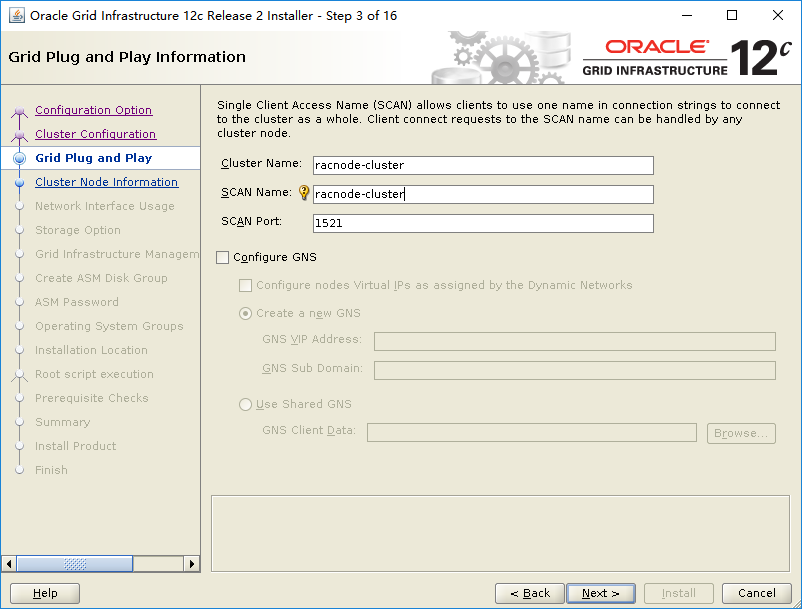 Oracle Grid Infrastructure 12c Release 2 Installer - Step 3 of 16
Grid Plug and Play Information
ORACLE
GRID INFRASTRUCTURE
12c
Configuration Option
Cluster Configuration
Grid Plug and Play
Cluster Node Information
Network Interface Usage
Storage Option
Grid Infrastructure Managem
Create ASM Disk Group
ASM Password
Operating System Groups
Installation Location
Root script execution
Prerequisite Checks
Summary
Install Product
Finish
Single Client Access Name (SCAN) allows clients to use one name in connection strings to connect
to the cluster as a whole. Client connect requests to the SCAN name can be handled by any
cluster node.
Cluster Name: racnode-cluster
SCAN Name: racnode-cluster
SCAN Port: 1521
Configure GNS
Configure nodes Virtual IPs as assigned by the Dynamic Networks
Create a new GNS
GNS VIP Address:
GNS Sub Domain:
Use Shared GNS
GNS Client Data: Browse...
Help < Back Next > Install Cancel